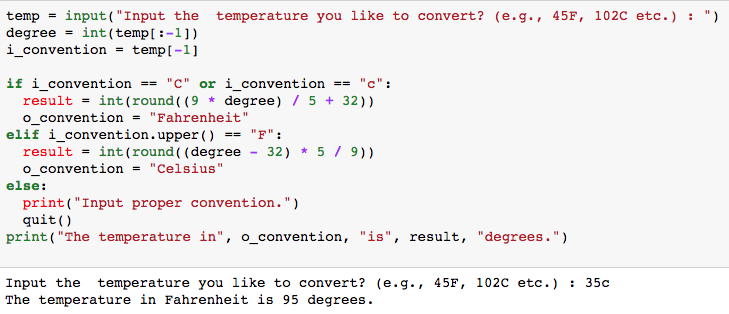 temp = input("Input the  temperature you like to convert? (e.g., 45F, 102C etc.) : ")
degree = int(temp[:-1])
i_convention = temp[-1]

if i_convention == "C" or i_convention == "c":
  result = int(round((9 * degree) / 5 + 32))
  o_convention = "Fahrenheit"
elif i_convention.upper() == "F":
  result = int(round((degree - 32) * 5 / 9))
  o_convention = "Celsius"
else:
  print("Input proper convention.")
  quit()
print("The temperature in", o_convention, "is", result, "degrees.")

Input the  temperature you like to convert? (e.g., 45F, 102C etc.) : 35c
The temperature in Fahrenheit is 95 degrees.